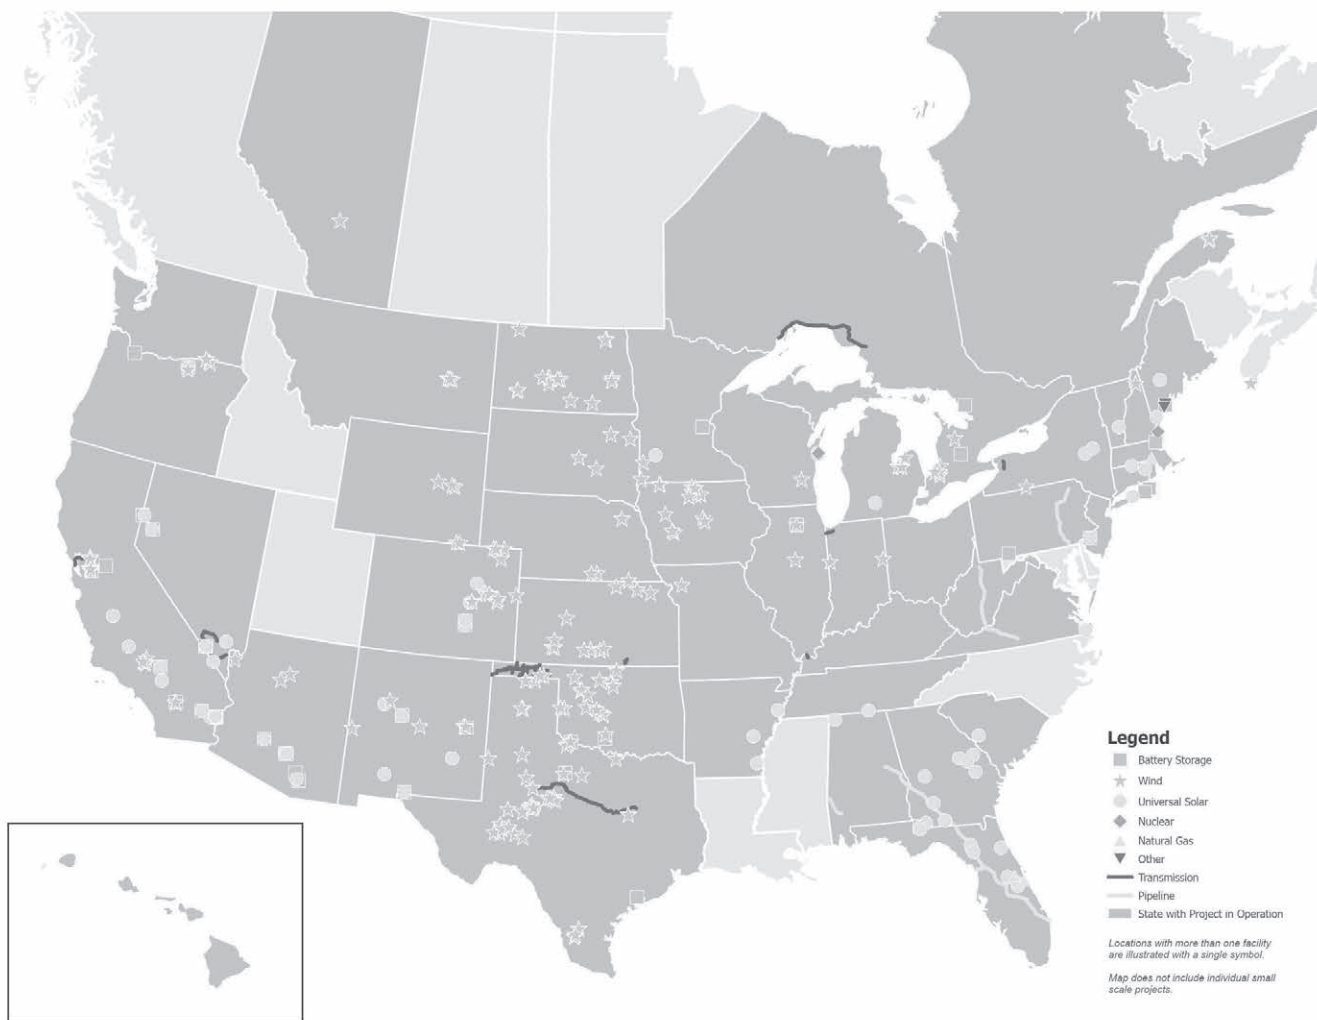 Legend
Battery Storage
Wind
Universal Solar
Nuclear
Natural Gas
Other
Transmission
Pipeline
State with Project in Operation
Locations with more than one facility
are illustrated with a single symbol.
Map does not include individual small
scale projects.